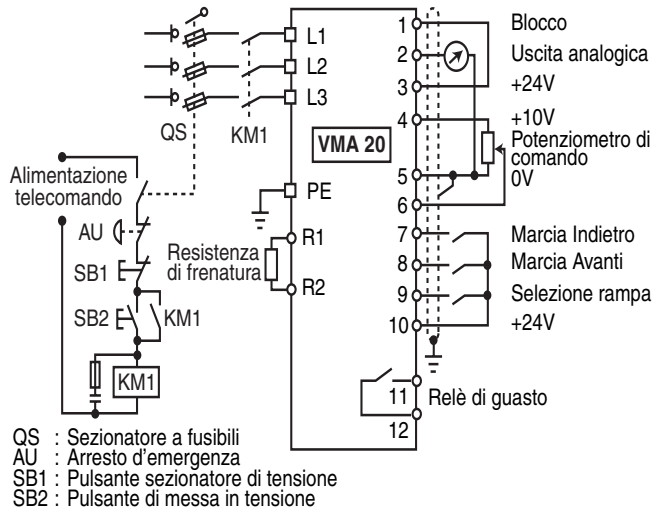 L1
L2
L3
QS
KM1
VMA 20
PE
R1
R2
Resistenza
di frenatura
Alimentazione
telecomando
AU
SB1
SB2
KM1
KM1
1
2
3
4
5
6
7
8
9
10
11
12
Blocco
Uscita analogica
+24V
+10V
Potenziometro di
comando
0V
Marcia Indietro
Marcia Avanti
Selezione rampa
+24V
Relè di guasto
QS : Sezionatore a fusibili
AU : Arresto d'emergenza
SB1 : Pulsante sezionatore di tensione
SB2 : Pulsante di messa in tensione